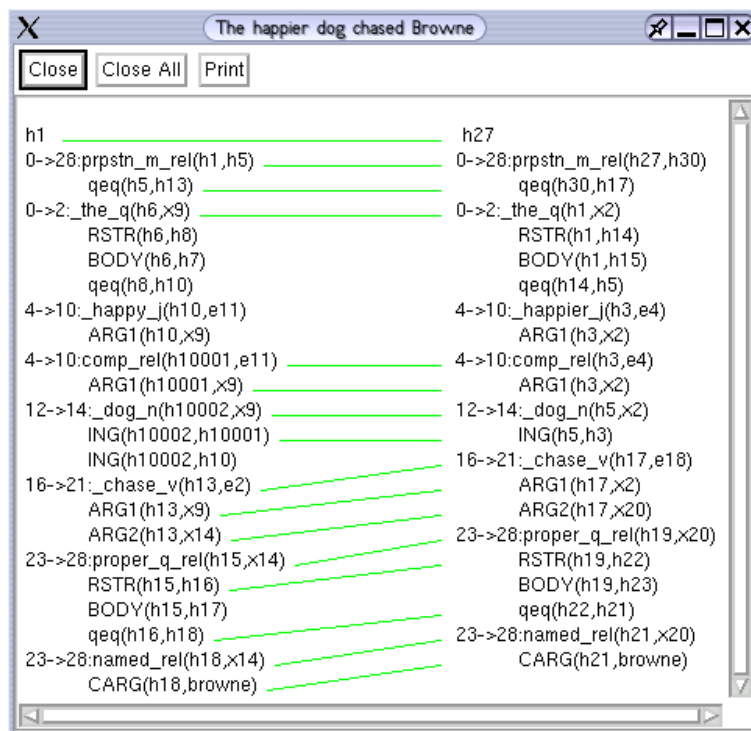 The happier dog chased Browne
Close Close All Print
h1 h27
0->28:prpstn_m_rel(h1,h5) 0->28:prpstn_m_rel(h27,h30)
qeq(h5,h13) qeq(h30,h17)
0->2:_the_q(h6,x9) 0->2:_the_q(h1,x2)
RSTR(h6,h8) RSTR(h1,h14)
BODY(h6,h7) BODY(h1,h15)
qeq(h8,h10) qeq(h14,h5)
4->10:_happy_j(h10,e11) 4->10:_happier_j(h3,e4)
ARG1(h10,x9) ARG1(h3,x2)
4->10:comp_rel(h10001,e11) 4->10:comp_rel(h3,e4)
ARG1(h10001,x9) ARG1(h3,x2)
12->14:_dog_n(h10002,x9) 12->14:_dog_n(h5,x2)
ING(h10002,h10001) ING(h5,h3)
ING(h10002,h10) 16->21:_chase_v(h17,e18)
16->21:_chase_v(h13,e2) ARG1(h17,x2)
ARG1(h13,x9) ARG2(h17,x20)
ARG2(h13,x14) 23->28:proper_q_rel(h19,x20)
23->28:proper_q_rel(h15,x14) RSTR(h19,h22)
RSTR(h15,h16) BODY(h19,h23)
BODY(h15,h17) qeq(h22,h21)
qeq(h16,h18) 23->28:named_rel(h21,x20)
23->28:named_rel(h18,x14) CARG(h21,browne)
CARG(h18,browne)